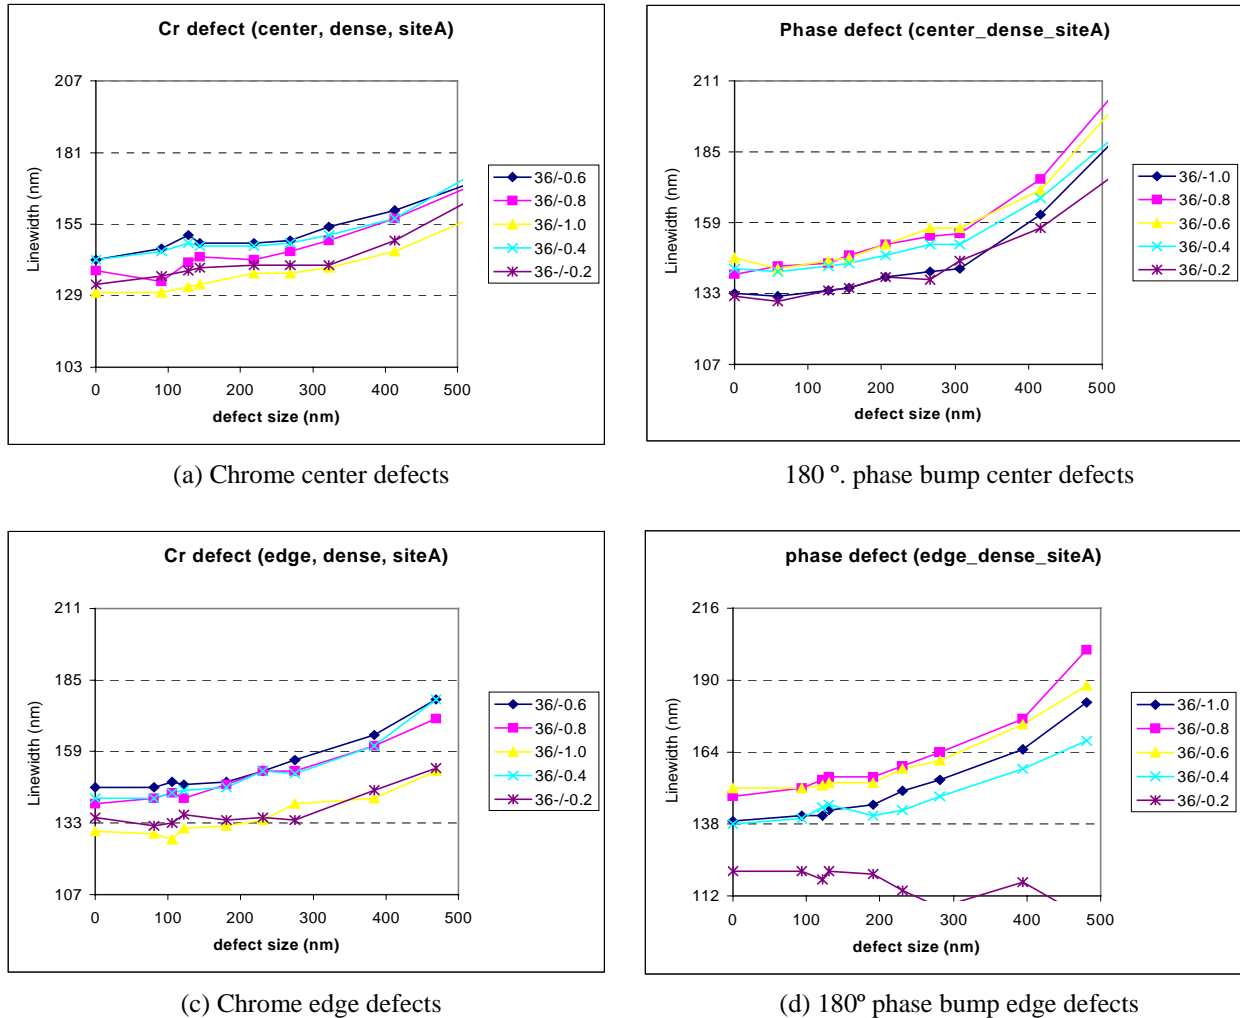 Cr defect (center, dense, siteA)
207
181
155
129
103
Linewidth (nm)
0 100 200 300 400 500
defect size (nm)
36/-0.6
36/-0.8
36/-1.0
36/-0.4
36-/-0.2
(a) Chrome center defects
Phase defect (center_dense_siteA)
211
185
159
133
107
Linewidth (nm)
0 100 200 300 400 500
defect size (nm)
36/-1.0
36/-0.8
36/-0.6
36/-0.4
36/-0.2
180 º. phase bump center defects
Cr defect (edge, dense, siteA)
211
185
159
133
107
Linewidth (nm)
0 100 200 300 400 500
defect size (nm)
36/-0.6
36/-0.8
36/-1.0
36/-0.4
36-/-0.2
(c) Chrome edge defects
phase defect (edge_dense_siteA)
216
190
164
138
112
Linewidth (nm)
0 100 200 300 400 500
defect size (nm)
36/-1.0
36/-0.8
36/-0.6
36/-0.4
36/-0.2
(d) 180º phase bump edge defects